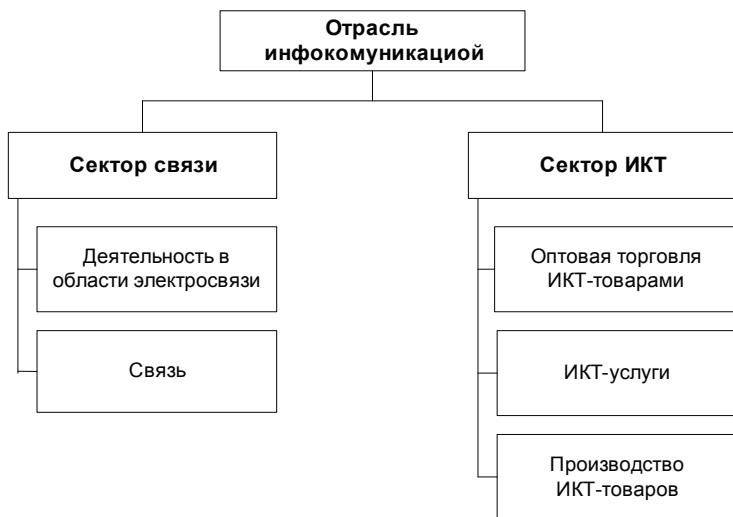 Отрасль
инфокомуникациой
Сектор связи
Сектор ИКТ
Деятельность в
области электросвязи
Связь
Оптовая торговля
ИКТ-товарами
ИКТ-услуги
Производство
ИКТ-товаров